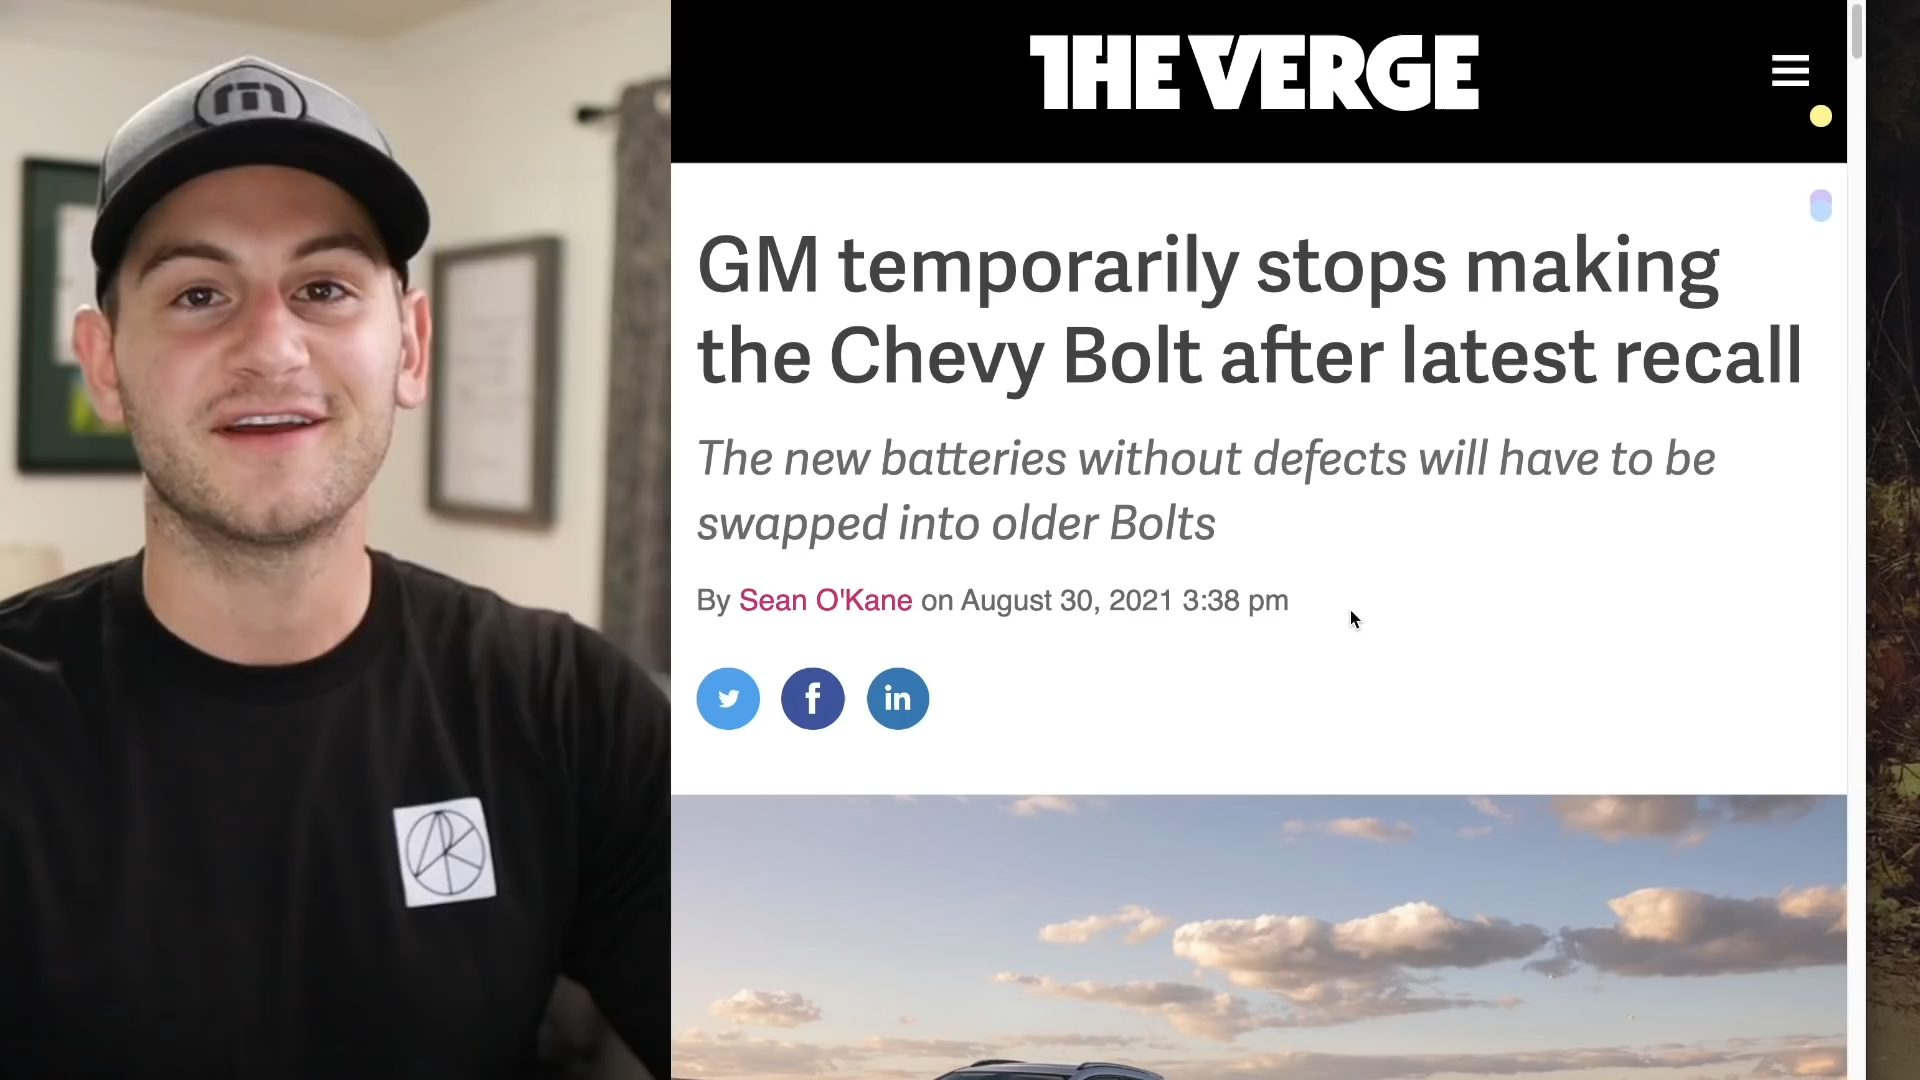 THE VERGE
GM temporarily stops making
the Chevy Bolt after latest recall
The new batteries without defects will have to be
swapped into older Bolts
By Sean O'Kane on August 30, 2021 3:38 pm
f
in